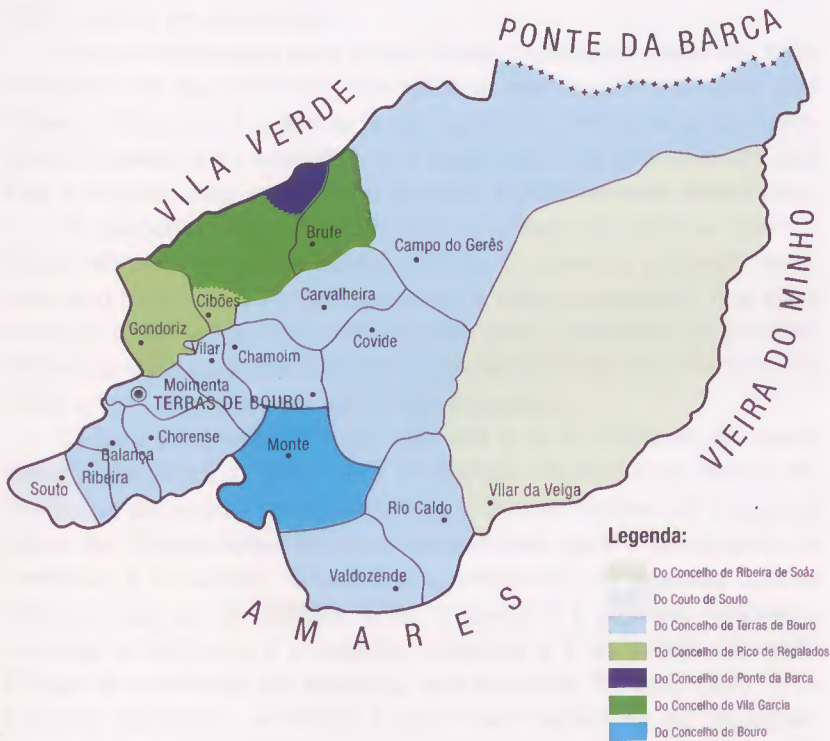 PONTE DA BARCA
VILA VERDE
VIEIRA DO MINHO
Brufe
Campo do Gerês
Cibões
Carvalheira
Gondoriz
Covide
Vilar
Chamoim
Moimenta
TERRAS DE BOURO
Chorense
Balança
Monte
Ribeira
Souto
Rio Caldo
Vilar da Veiga
Valdozende
AMARES
Legenda:
Do Concelho de Ribeira de Soáz
Do Couto de Souto
Do Concelho de Terras de Bouro
Do Concelho de Pico de Regalados
Do Concelho de Ponte da Barca
Do Concelho de Vila Garcia
Do Concelho de Bouro